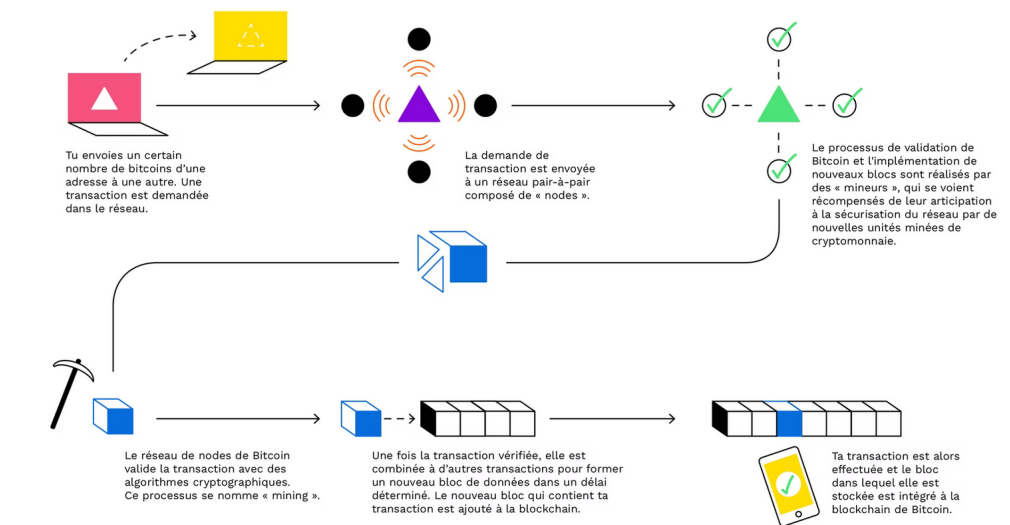 Tu envoies un certain
nombre de bitcoins d'une
adresse à une autre. Une
transaction est demandée
dans le réseau.
La demande de
transaction est envoyée
à un réseau pair-à-pair
composé de « nodes ».
Le processus de validation de
Bitcoin et l'implémentation de
nouveaux blocs sont réalisés par
des « mineurs », qui se voient
récompensés de leur articipation
à la sécurisation du réseau par de
nouvelles unités minées de
cryptomonnaie.
Le réseau de nodes de Bitcoin
valide la transaction avec des
algorithmes cryptographiques.
Ce processus se nomme « mining ».
Une fois la transaction vérifiée, elle est
combinée à d'autres transactions pour former
un nouveau bloc de données dans un délai
déterminé. Le nouveau bloc qui contient ta
transaction est ajouté à la blockchain.
Ta transaction est alors
effectuée et le bloc
dans lequel elle est
stockée est intégré à la
blockchain de Bitcoin.